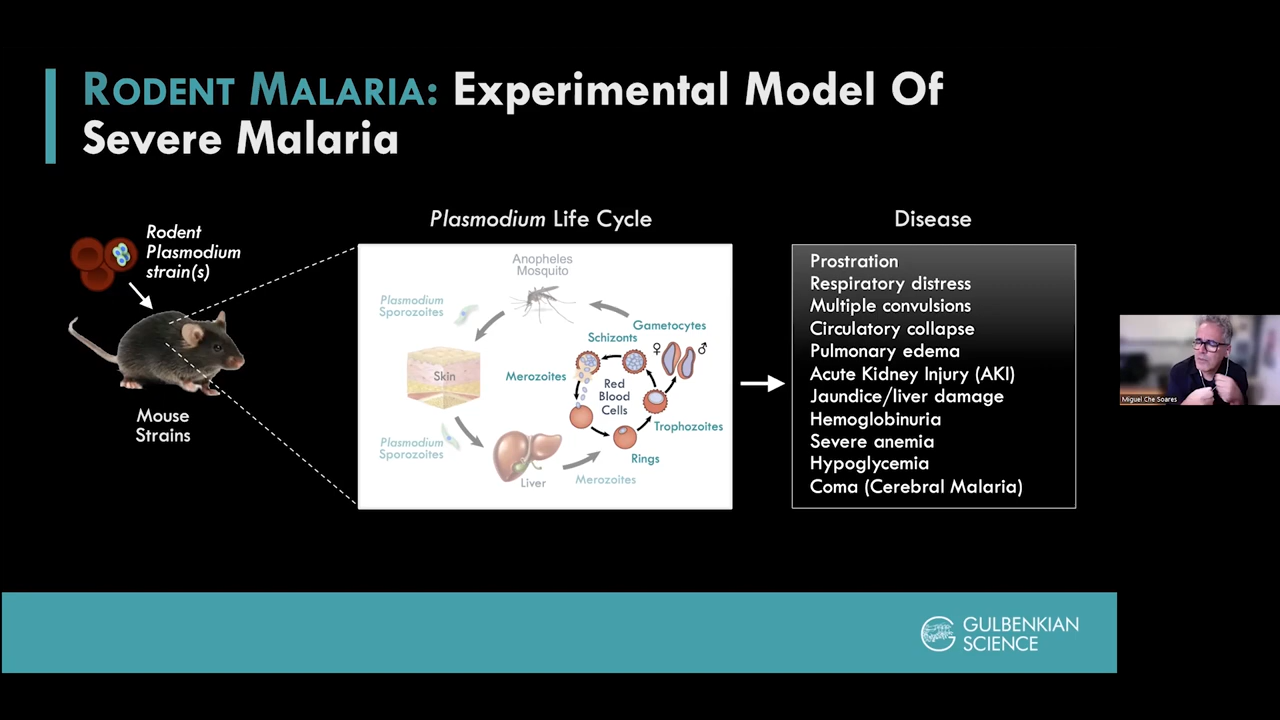 RODENT MALARIA: Experimental Model Of
Severe Malaria
Rodent
Plasmodium
strain(s)
Mouse
Strains
Plasmodium Life Cycle
Anopheles
Mosquito
Plasmodium
Sporozoites
Gametocytes
Schizonts
♀
♂
Skin
Merozoites
Red
Blood
Cells
Trophozoites
Plasmodium
Sporozoites
Rings
Liver
Merozoites
Disease
Prostration
Respiratory distress
Multiple convulsions
Circulatory collapse
Pulmonary edema
Acute Kidney Injury (AKI)
Jaundice/liver damage
Hemoglobinuria
Severe anemia
Hypoglycemia
Coma (Cerebral Malaria)
Miguel Che Soares
GULBENKIAN
SCIENCE